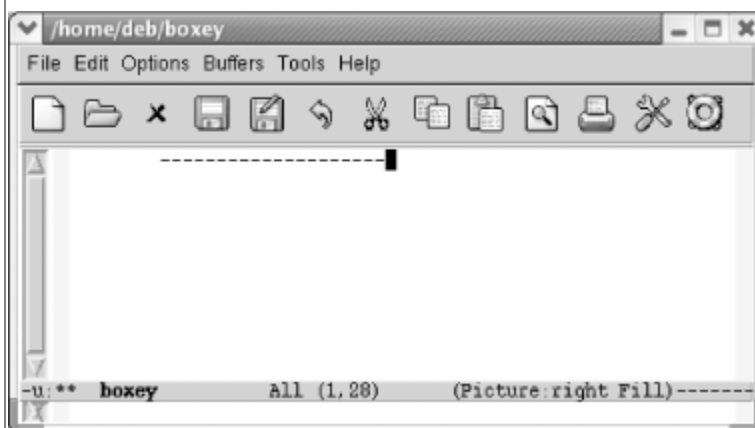 /home/deb/boxey
File Edit Options Buffers Tools Help
--------------------
-u:** boxey All (1,28) (Picture:right Fill)-------